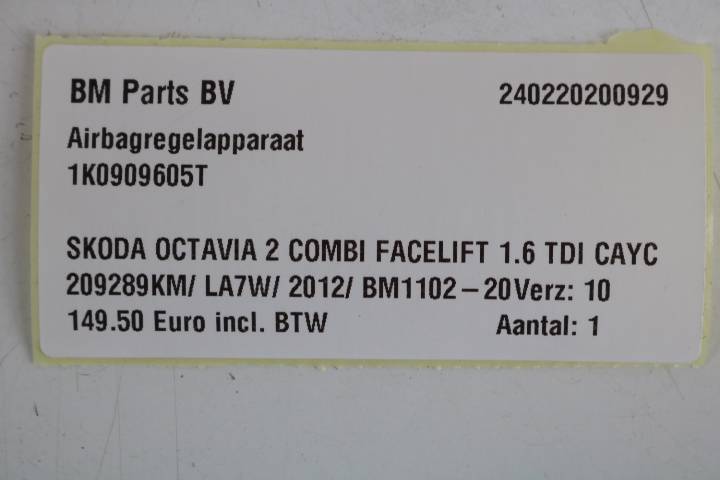 BM Parts BV 240220200929
Airbagregelapparaat
1K0909605T
SKODA OCTAVIA 2 COMBI FACELIFT 1.6 TDI CAYC
209289KM/ LA7W/ 2012/ BM1102-20Verz: 10
149.50 Euro incl. BTW Aantal: 1